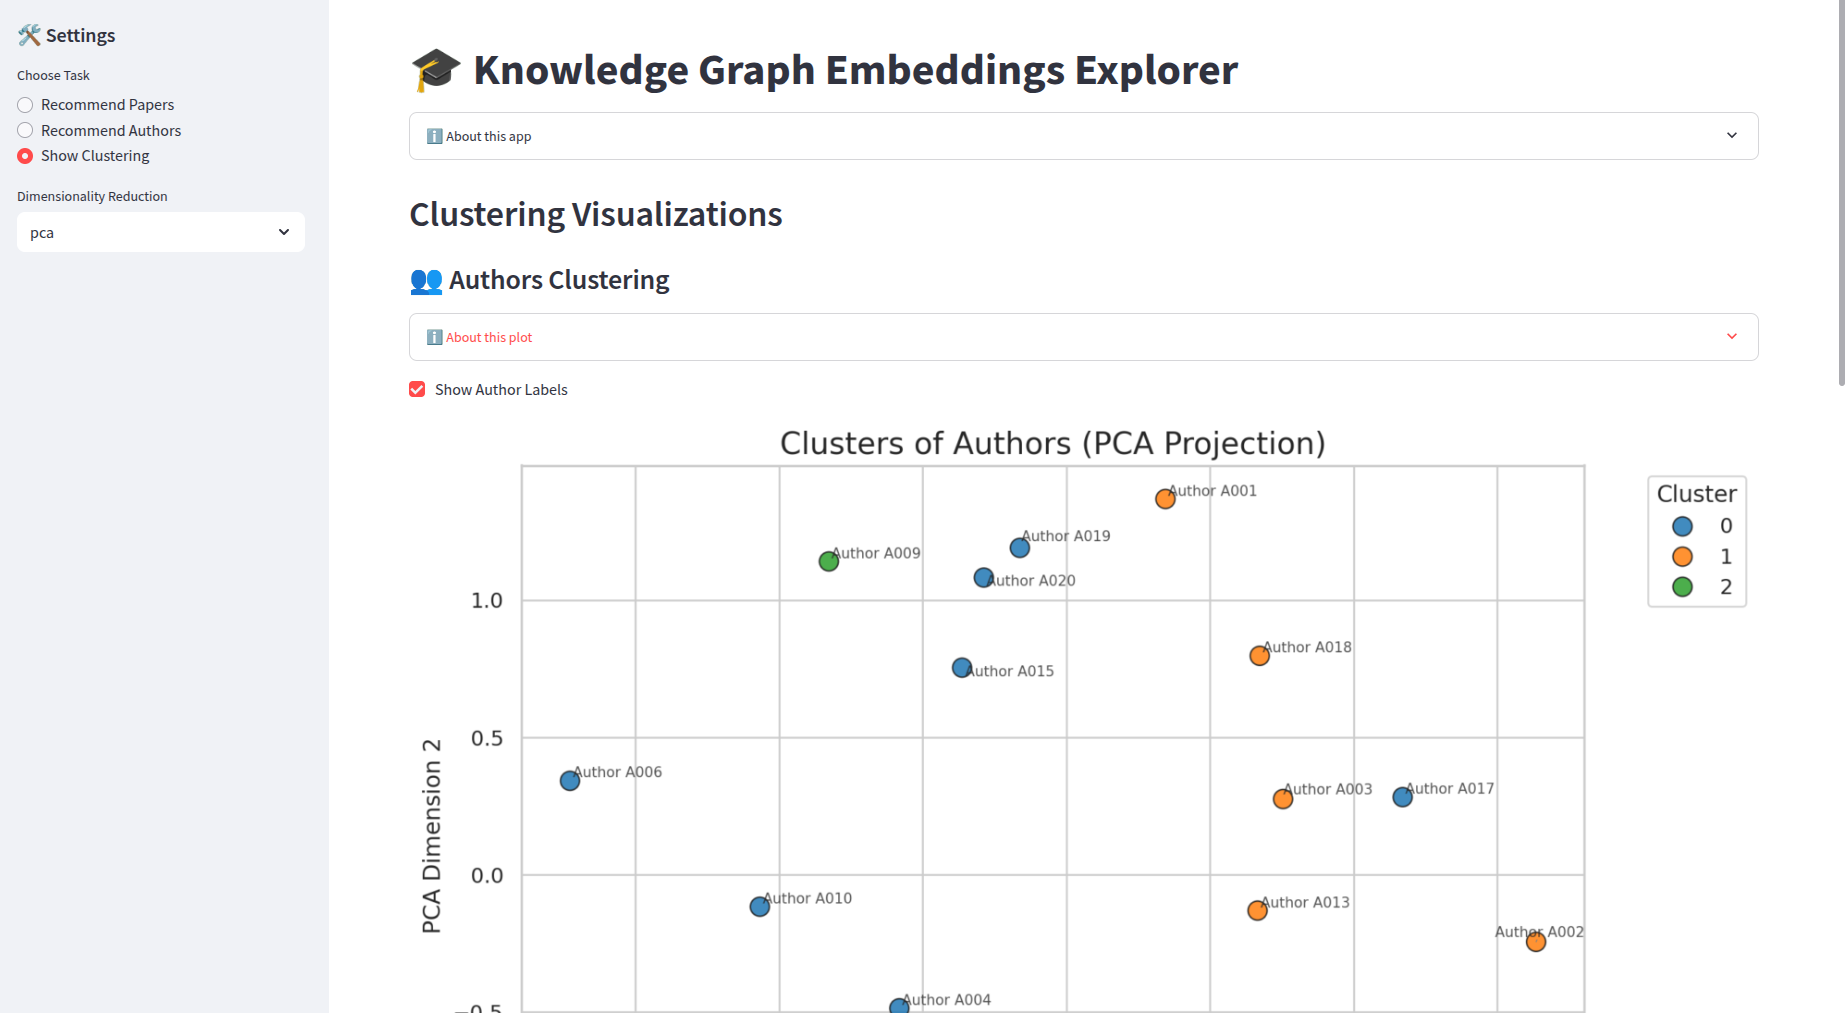 🛠️ Settings
Choose Task
Recommend Papers
Recommend Authors
Show Clustering
Dimensionality Reduction
pca
🎓 Knowledge Graph Embeddings Explorer
ℹ️ About this app
Clustering Visualizations
👥 Authors Clustering
ℹ️ About this plot
Show Author Labels
Clusters of Authors (PCA Projection)
Cluster
0
1
2
Author A001
Author A019
Author A009
Author A020
1.0
Author A018
Author A015
0.5
PCA Dimension 2
Author A006
Author A003
Author A017
0.0
Author A010
Author A013
Author A002
Author A004
−0.5